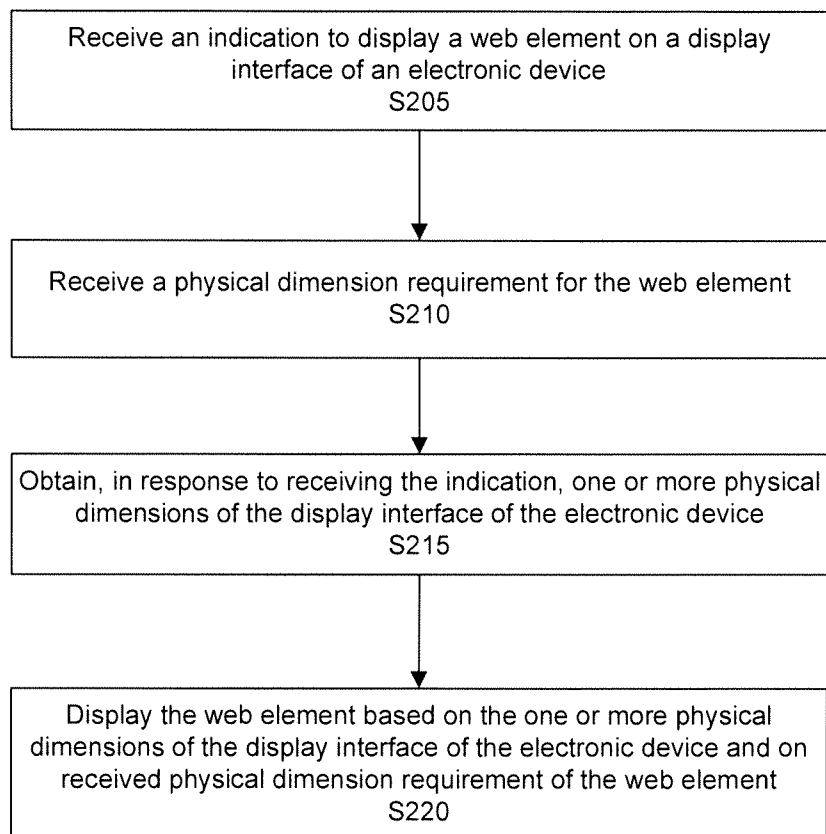 Receive an indication to display a web element on a display
interface of an electronic device
S205
Receive a physical dimension requirement for the web element
S210
Obtain, in response to receiving the indication, one or more physical
dimensions of the display interface of the electronic device
S215
Display the web element based on the one or more physical
dimensions of the display interface of the electronic device and on
received physical dimension requirement of the web element
S220